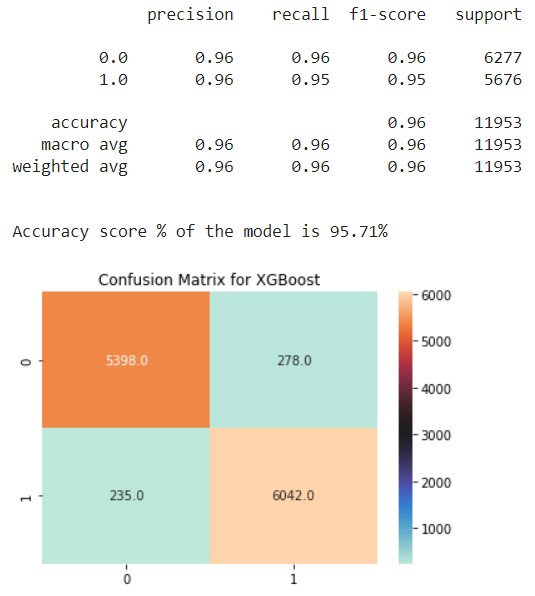 precision recall f1-score support
0.0 0.96 0.96 0.96 6277
1.0 0.96 0.95 0.95 5676
accuracy 0.96 11953
macro avg 0.96 0.96 0.96 11953
weighted avg 0.96 0.96 0.96 11953
Accuracy score % of the model is 95.71%
Confusion Matrix for XGBoost
0 5398.0 278.0
1 235.0 6042.0
0 1
6000
5000
4000
3000
2000
1000